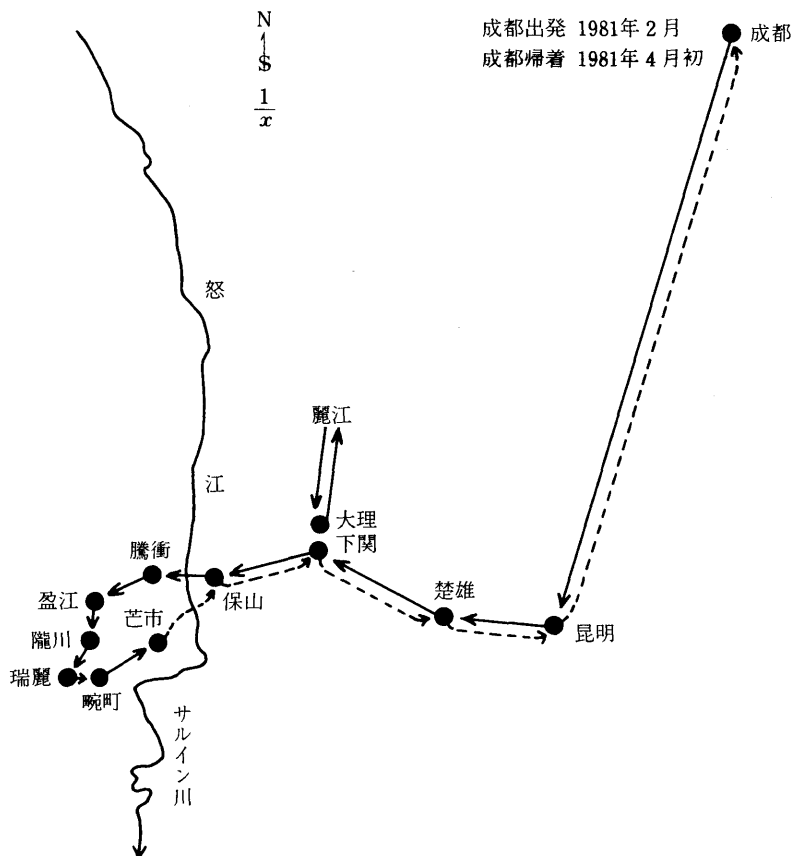 成都出発 1981年2月
成都帰着 1981年4月初
成都
N
S
1/x
怒江
麗江
大理
下関
騰衝
保山
楚雄
昆明
盈江
芒市
隴川
瑞麗
畹町
サルイン川